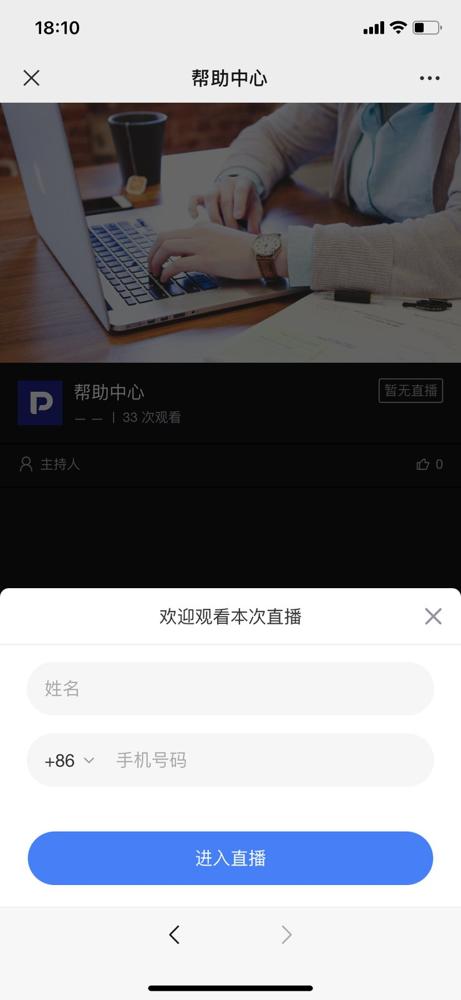 18:10
帮助中心
帮助中心
暂无直播
— — | 33 次观看
主持人
0
欢迎观看本次直播
姓名
+86 手机号码
进入直播